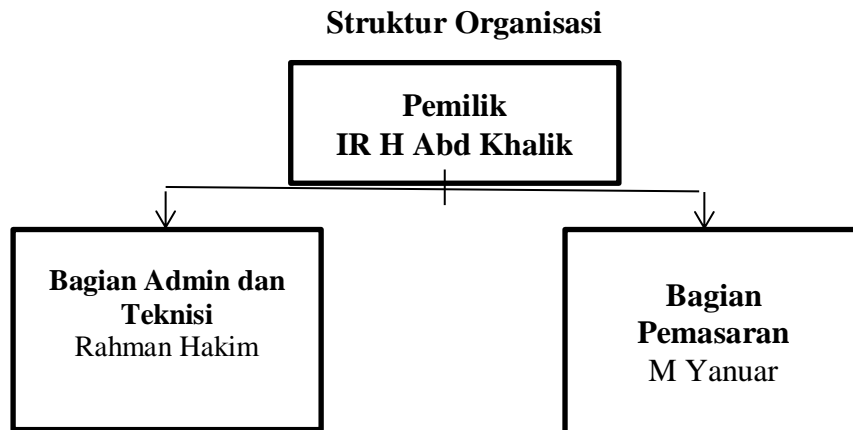 Struktur Organisasi
Pemilik
IR H Abd Khalik
Bagian Admin dan
Teknisi
Rahman Hakim
Bagian
Pemasaran
M Yanuar